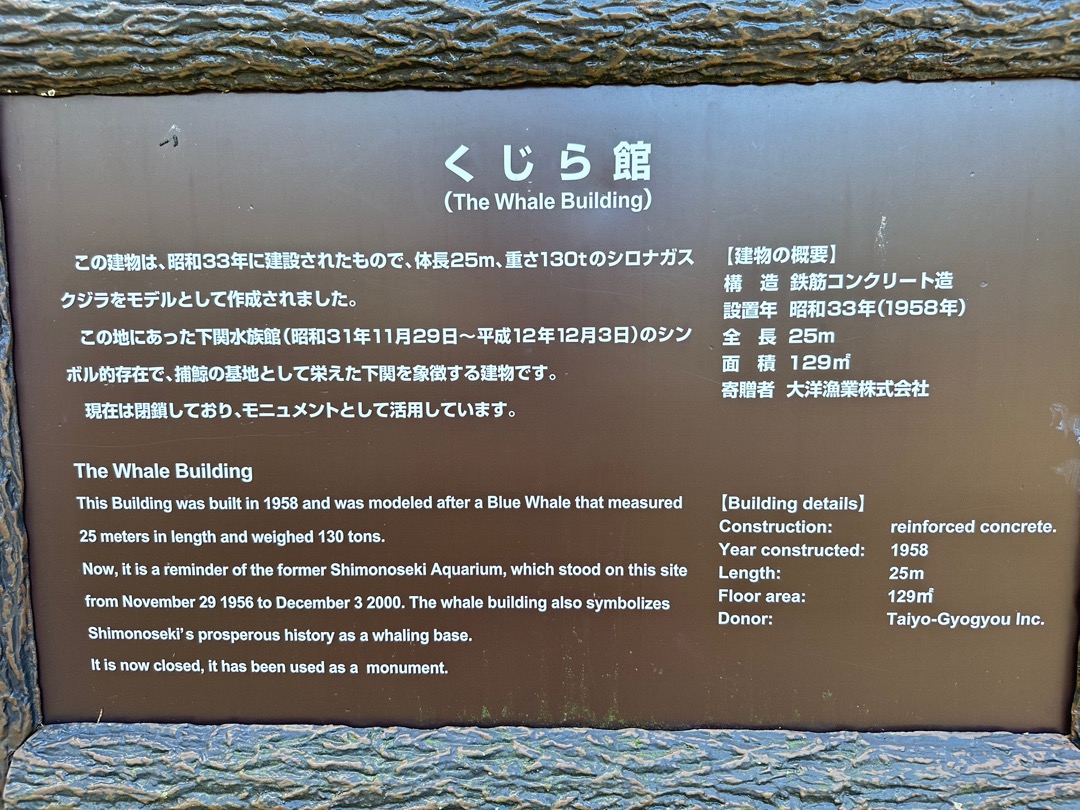 くじら館
(The Whale Building)
この建物は、昭和33年に建設されたもので、体長25m、重さ130tのシロナガス
クジラをモデルとして作成されました。
この地にあった下関水族館(昭和31年11月29日～平成12年12月3日)のシン
ボル的存在で、捕鯨の基地として栄えた下関を象徴する建物です。
現在は閉鎖しており、モニュメントとして活用しています。
【建物の概要】
構　造 鉄筋コンクリート造
設置年 昭和33年(1958年)
全　長 25m
面　積 129㎡
寄贈者 大洋漁業株式会社
The Whale Building
This Building was built in 1958 and was modeled after a Blue Whale that measured
25 meters in length and weighed 130 tons.
Now, it is a reminder of the former Shimonoseki Aquarium, which stood on this site
from November 29 1956 to December 3 2000. The whale building also symbolizes
Shimonoseki's prosperous history as a whaling base.
It is now closed, it has been used as a monument.
【Building details】
Construction: reinforced concrete.
Year constructed: 1958
Length: 25m
Floor area: 129㎡
Donor: Taiyo-Gyogyou Inc.